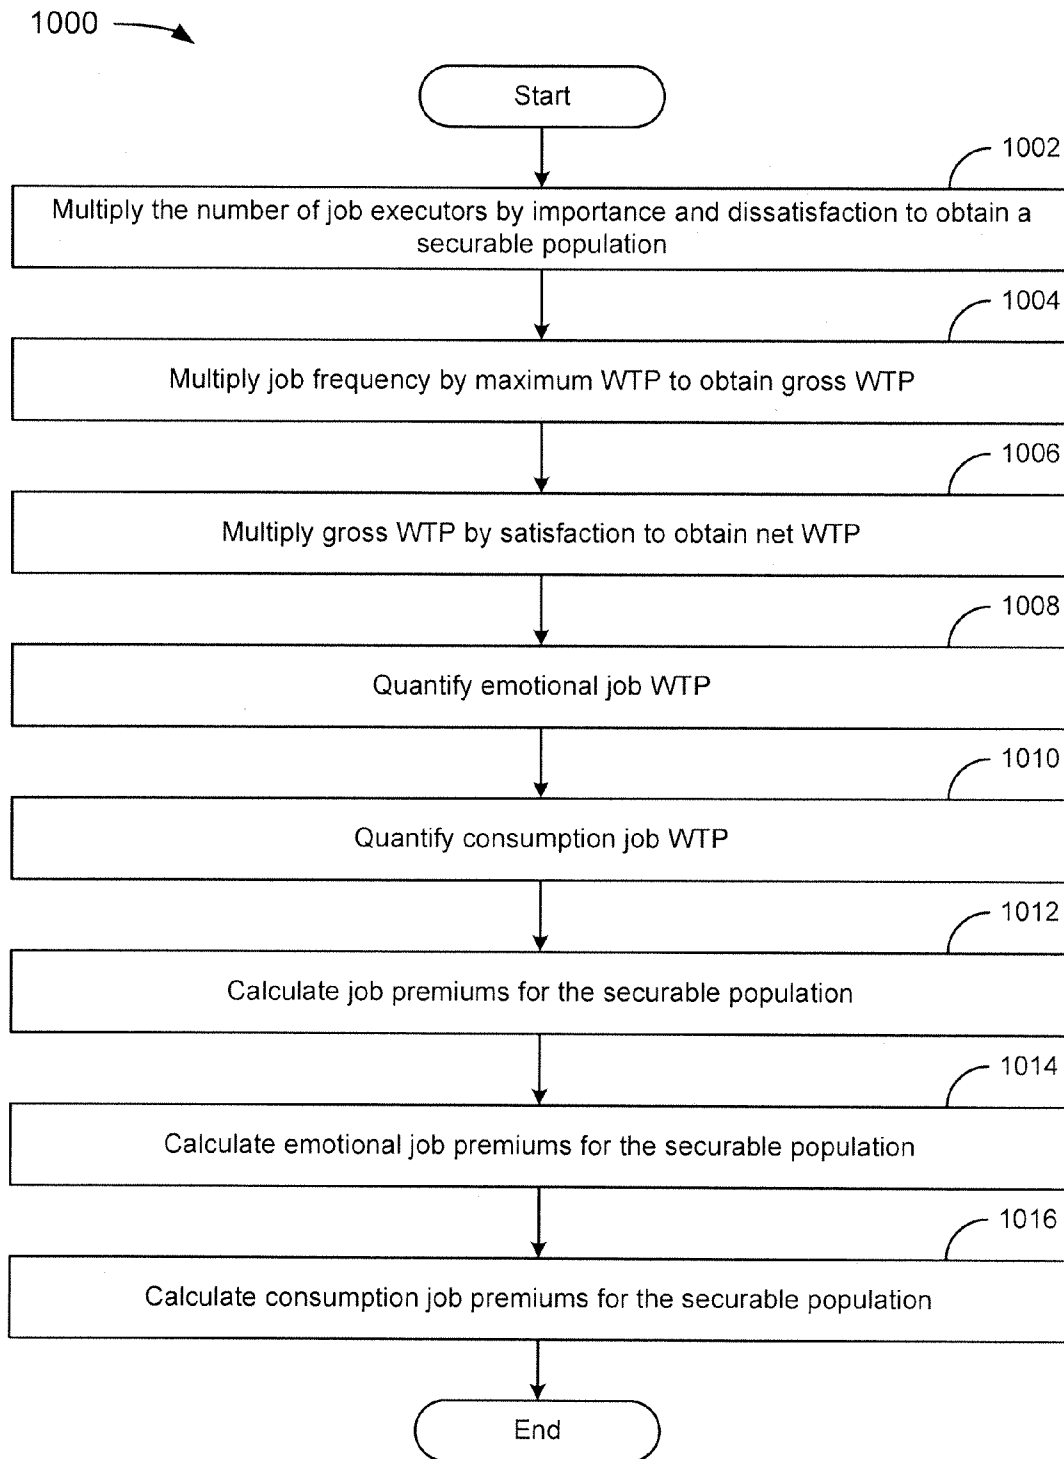 1000
Start
1002
Multiply the number of job executors by importance and dissatisfaction to obtain a
securable population
1004
Multiply job frequency by maximum WTP to obtain gross WTP
1006
Multiply gross WTP by satisfaction to obtain net WTP
1008
Quantify emotional job WTP
1010
Quantify consumption job WTP
1012
Calculate job premiums for the securable population
1014
Calculate emotional job premiums for the securable population
1016
Calculate consumption job premiums for the securable population
End